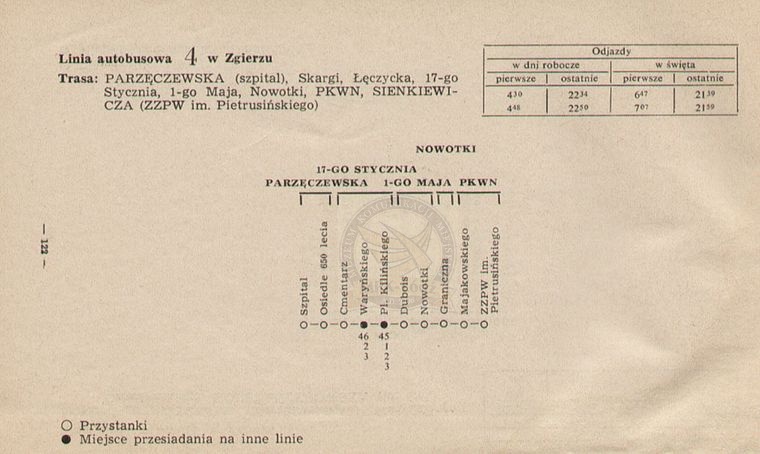 Linia autobusowa 4 w Zgierzu
Trasa: PARZĘCZEWSKA (szpital), Skargi, Łęczycka, 17-go
Stycznia, 1-go Maja, Nowotki, PKWN, SIENKIEWI-
CZA (ZZPW im. Pietrusińskiego)
Odjazdy
w dni robocze w święta
pierwsze ostatnie pierwsze ostatnie
4³⁰ 22³⁴ 6⁴⁷ 21³⁹
4⁴⁸ 22⁵⁰ 7⁰⁷ 21⁵⁹
NOWOTKI
17-GO STYCZNIA
PARZĘCZEWSKA 1-GO MAJA PKWN
Szpital
Osiedle 650 lecia
Cmentarz
Waryńskiego
Pl. Kilińskiego
Dubois
Nowotki
Graniczna
Majakowskiego
ZZPW im.
Pietrusińskiego
46 45
2 1
3 2
3
— 122 —
Przystanki
Miejsce przesiadania na inne linie